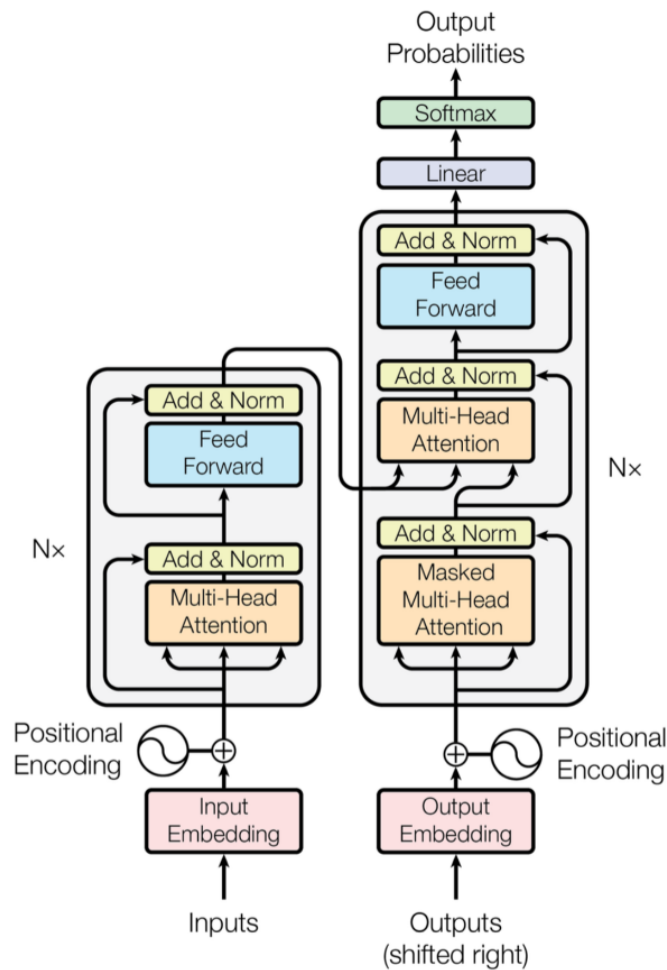 Output
Probabilities
Softmax
Linear
Add & Norm
Feed
Forward
Add & Norm
Multi-Head
Attention
Add & Norm
Masked
Multi-Head
Attention
Nx
Add & Norm
Feed
Forward
Add & Norm
Multi-Head
Attention
N×
Positional
Encoding
Positional
Encoding
Input
Embedding
Output
Embedding
Inputs
Outputs
(shifted right)